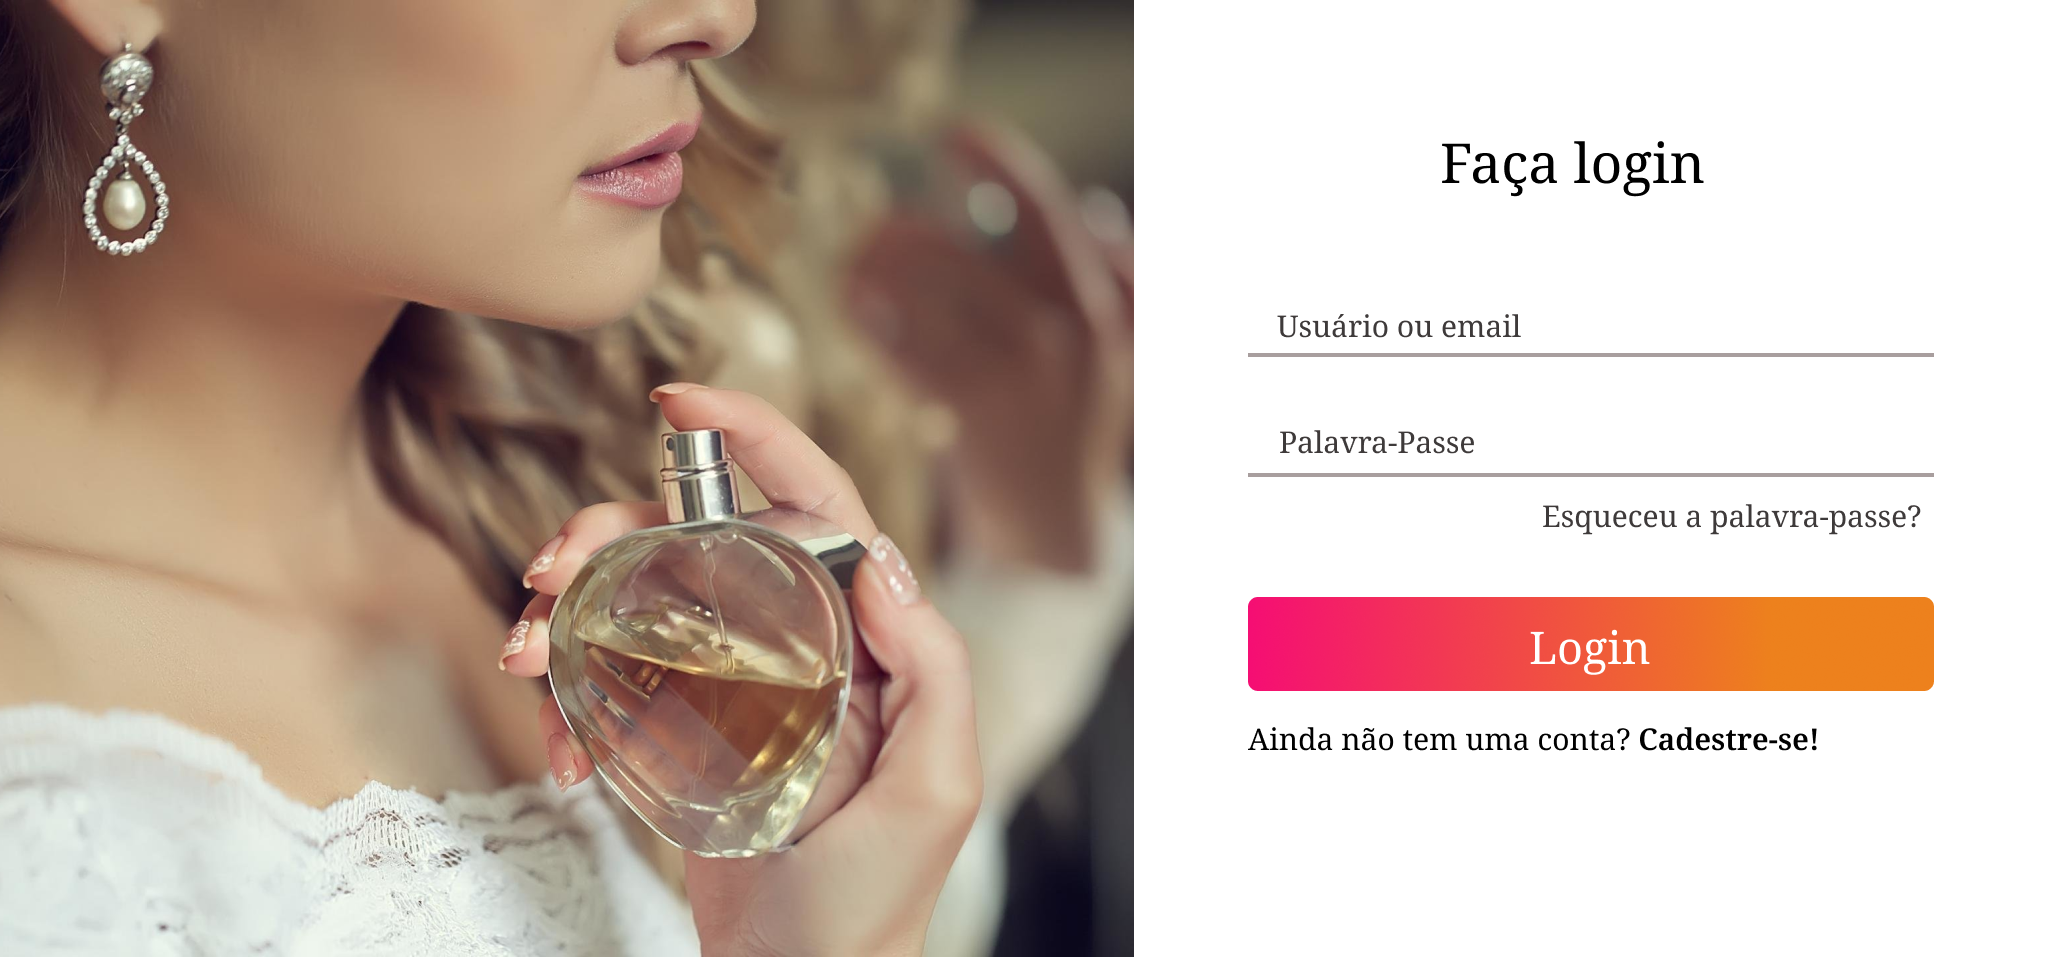 Faça login
Usuário ou email
Palavra-Passe
Esqueceu a palavra-passe?
Login
Ainda não tem uma conta? Cadestre-se!